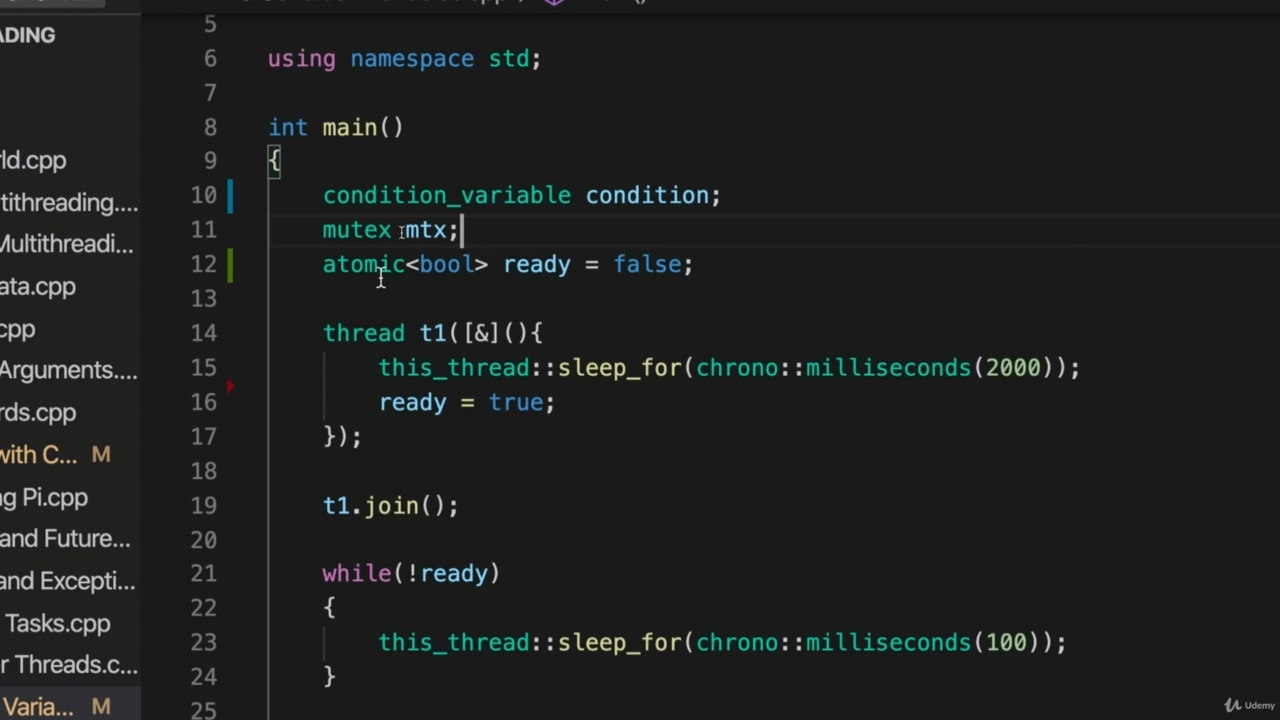 ADING
rld.cpp
tithreading....
Multithreadi...
ata.cpp
cpp
Arguments....
rds.cpp
with C... M
ng Pi.cpp
and Future...
and Excepti...
Tasks.cpp
r Threads.c...
Varia... M
5
6 using namespace std;
7
8 int main()
9 {
10 condition_variable condition;
11 mutex mtx;
12 atomic<bool> ready = false;
13
14 thread t1([&](){
15 this_thread::sleep_for(chrono::milliseconds(2000));
16 ready = true;
17 });
18
19 t1.join();
20
21 while(!ready)
22 {
23 this_thread::sleep_for(chrono::milliseconds(100));
24 }
25
Udemy